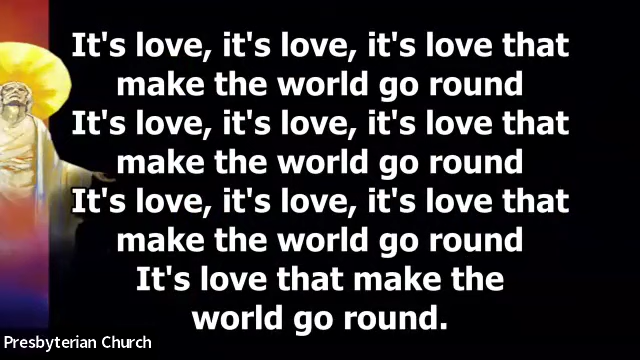 It's love, it's love, it's love that
make the world go round
It's love, it's love, it's love that
make the world go round
It's love, it's love, it's love that
make the world go round
It's love that make the
world go round.
Presbyterian Church